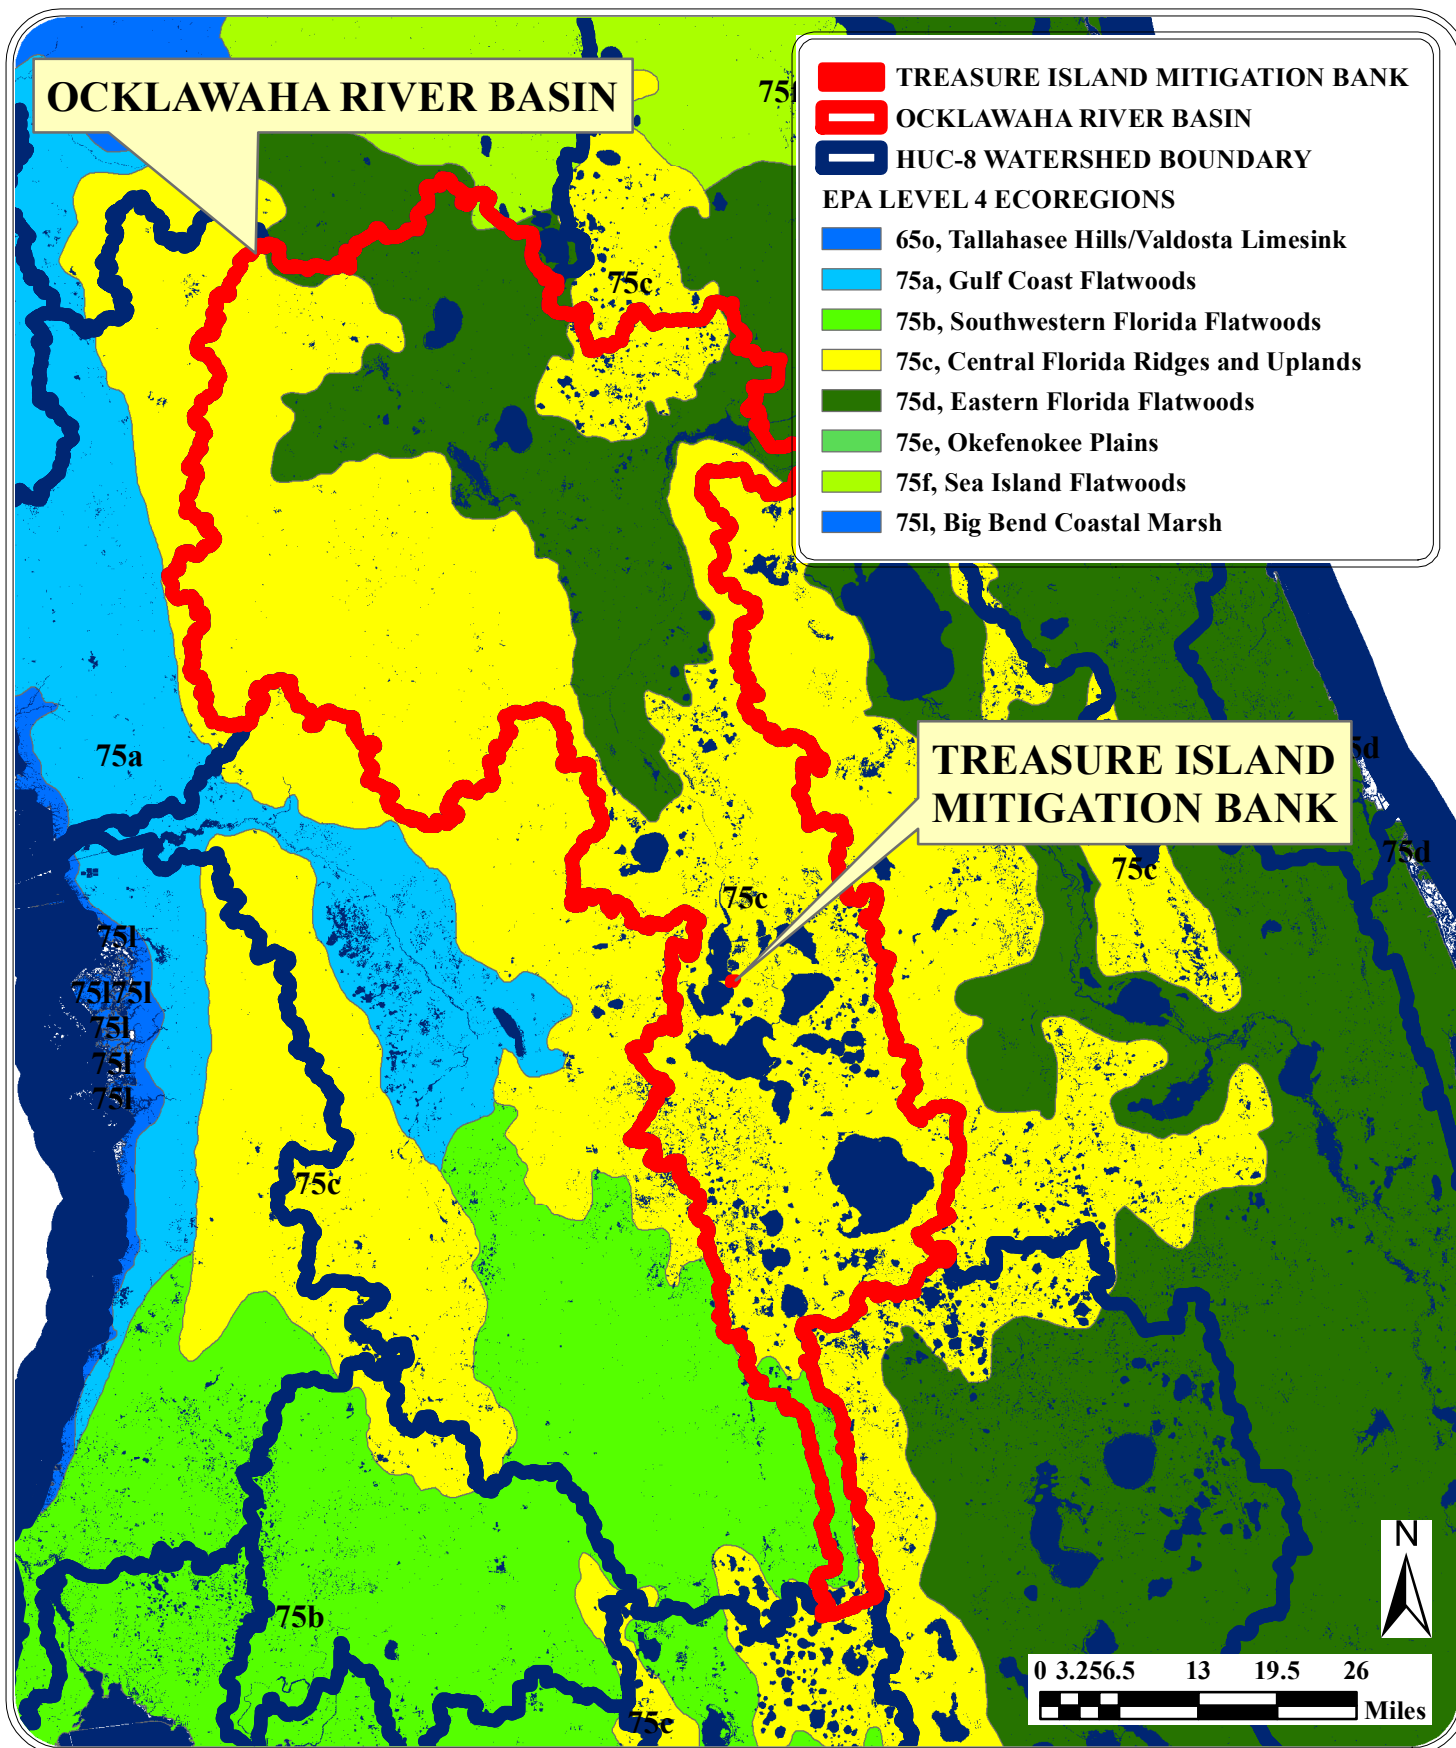 OCKLAWAHA RIVER BASIN
TREASURE ISLAND MITIGATION BANK
OCKLAWAHA RIVER BASIN
HUC-8 WATERSHED BOUNDARY
EPA LEVEL 4 ECOREGIONS
65o, Tallahasee Hills/Valdosta Limesink
75a, Gulf Coast Flatwoods
75b, Southwestern Florida Flatwoods
75c, Central Florida Ridges and Uplands
75d, Eastern Florida Flatwoods
75e, Okefenokee Plains
75f, Sea Island Flatwoods
75l, Big Bend Coastal Marsh
75c
75a
TREASURE ISLAND
MITIGATION BANK
75d
75c
75c
75l
75l75l
75l
75l
75l
75c
75b
75c
N
0 3.256.5 13 19.5 26
Miles